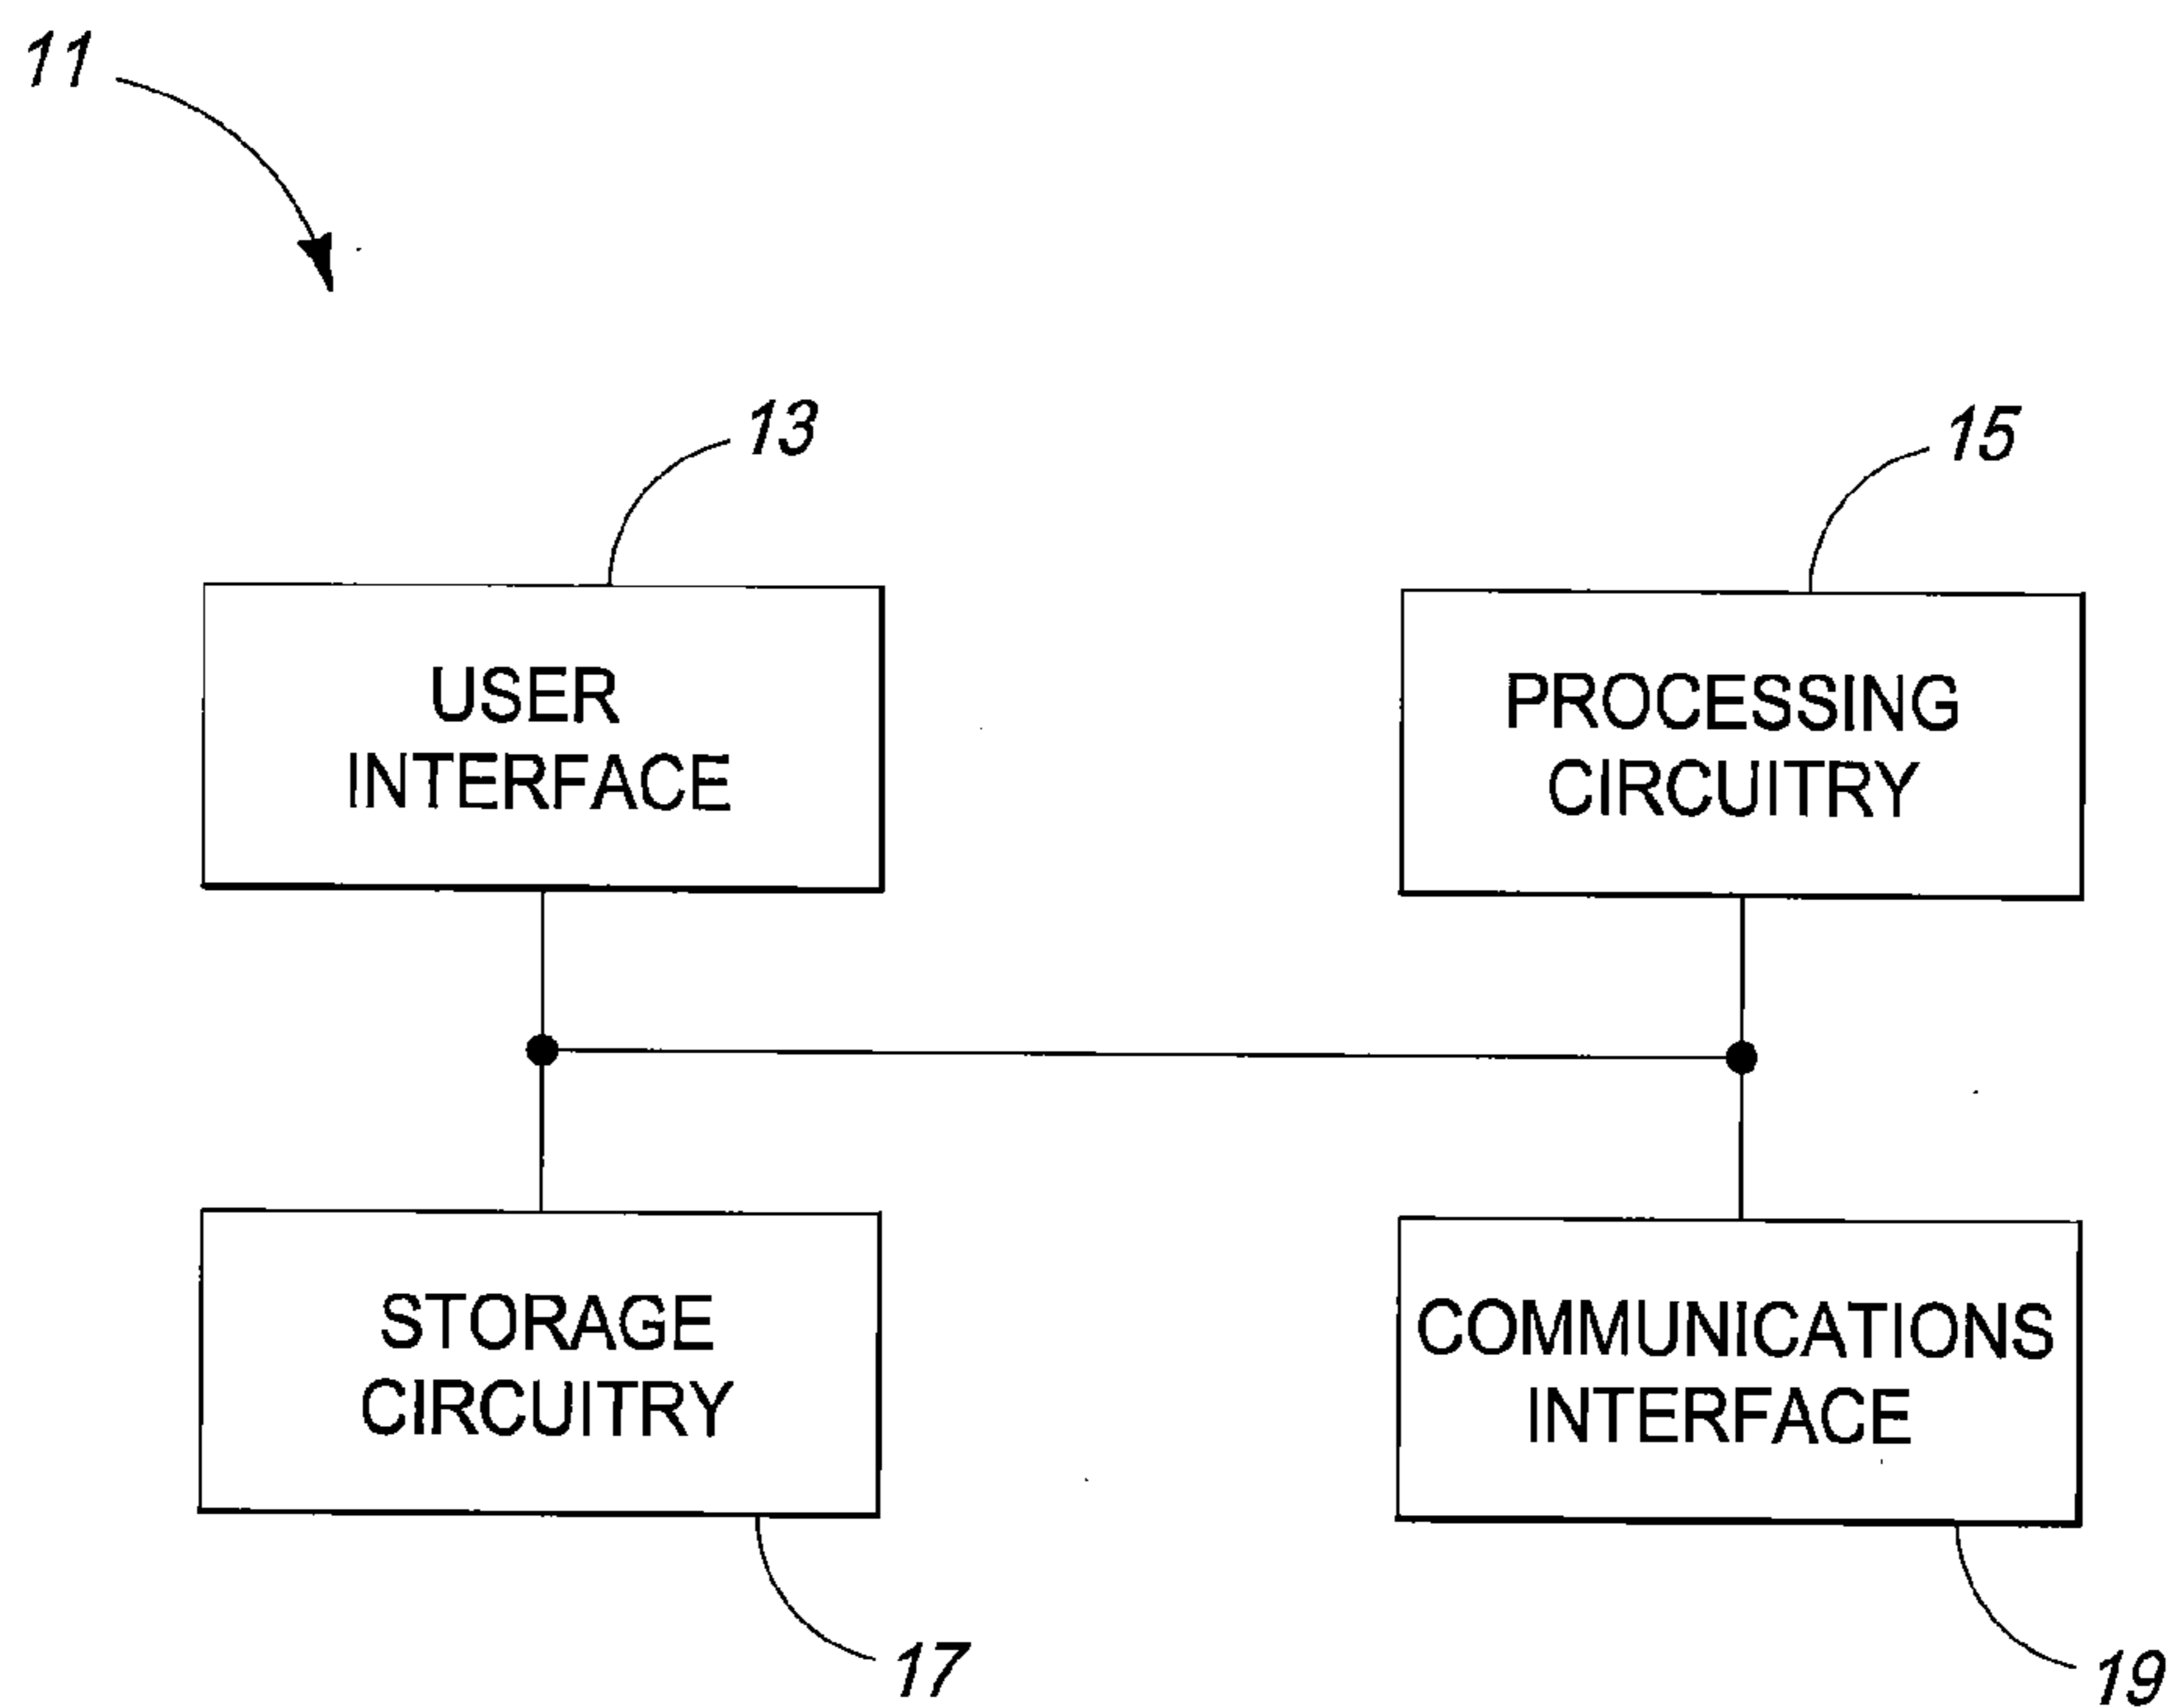 11
13
15
USER
INTERFACE
PROCESSING
CIRCUITRY
STORAGE
CIRCUITRY
COMMUNICATIONS
INTERFACE
17
19